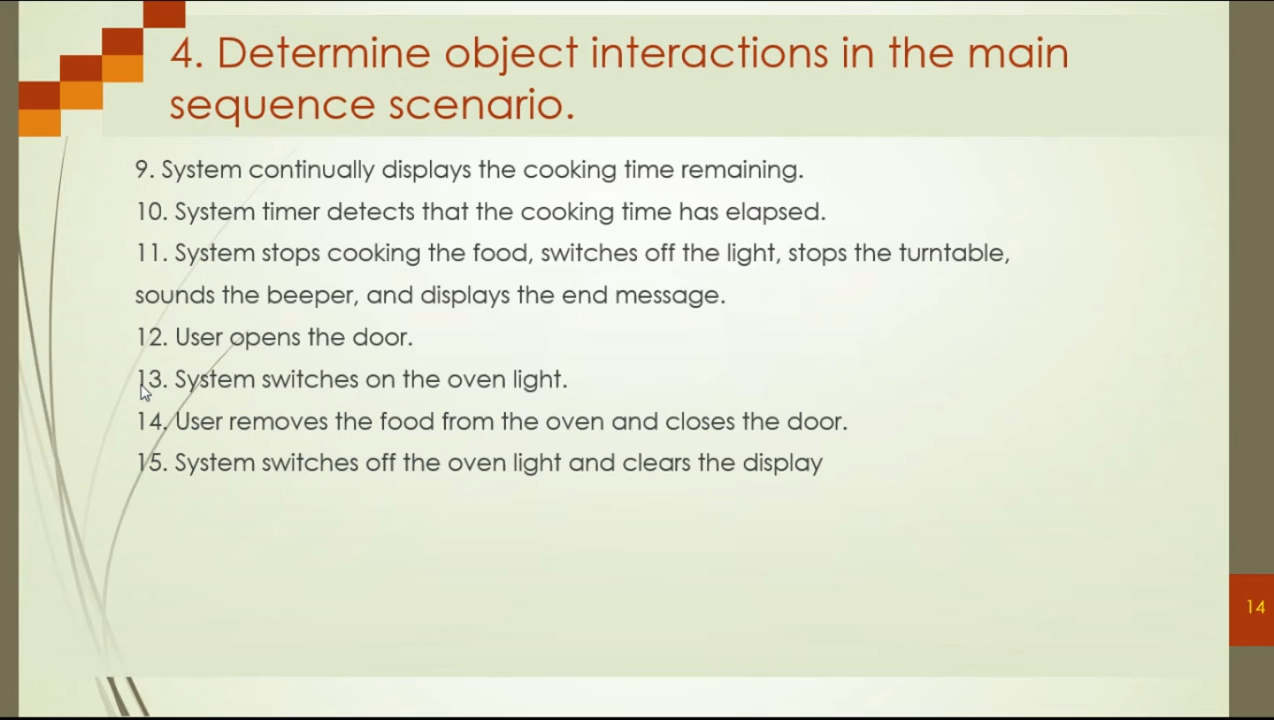 4. Determine object interactions in the main
sequence scenario.
9. System continually displays the cooking time remaining.
10. System timer detects that the cooking time has elapsed.
11. System stops cooking the food, switches off the light, stops the turntable,
sounds the beeper, and displays the end message.
12. User opens the door.
13. System switches on the oven light.
14. User removes the food from the oven and closes the door.
15. System switches off the oven light and clears the display
14